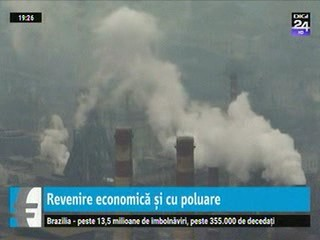 19:26
DIGI 24
HD
Revenire economică și cu poluare
Brazilia - peste 13,5 milioane de îmbolnăviri, peste 355.000 de decedați